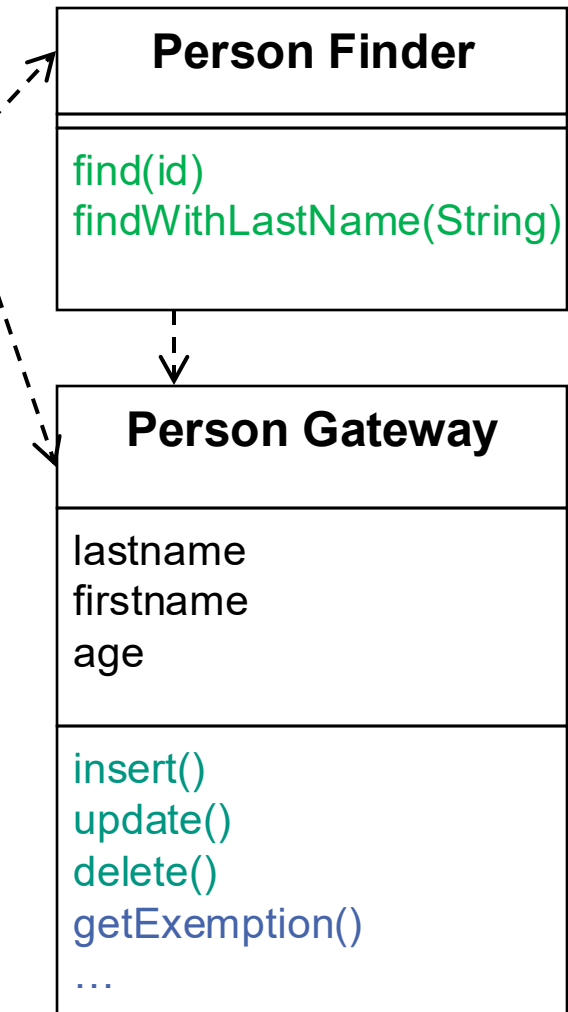 Person Finder
find(id)
findWithLastName(String)
Person Gateway
lastname
firstname
age
insert()
update()
delete()
getExemption()
…